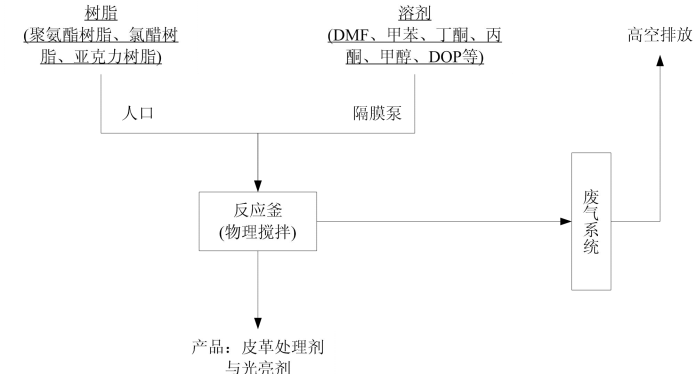 树脂
(聚氨酯树脂、氯醋树
脂、亚克力树脂)
溶剂
(DMF、甲苯、丁酮、丙
酮、甲醇、DOP等)
高空排放
人口
隔膜泵
反应釜
(物理搅拌)
废
气
系
统
产品：皮革处理剂
与光亮剂